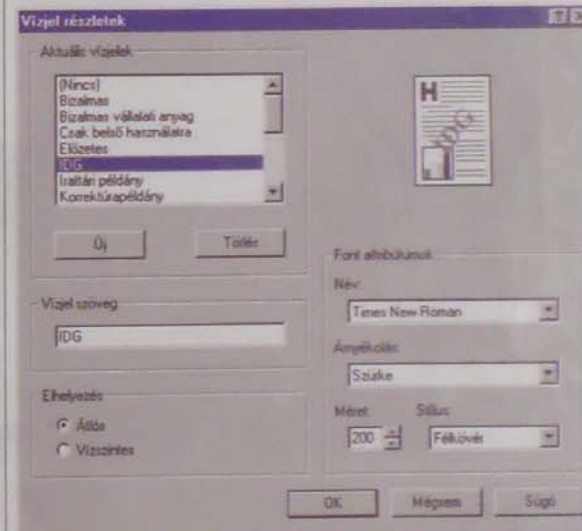 Vízjel részletek
Aktuális vízjelek
(Nincs)
Bizalmas
Bizalmas vállalati anyag
Csak belső használatra
Előzetes
IDG
Irattári példány
Korrektúrapéldány
Új
Törlés
H
IDG
Vízjel szöveg
IDG
Elhelyezés
Átlós
Vízszintes
Font attribútumok
Név:
Times New Roman
Árnyékolás:
Szürke
Méret:
Stílus:
200
Félkövér
OK
Mégsem
Súgó